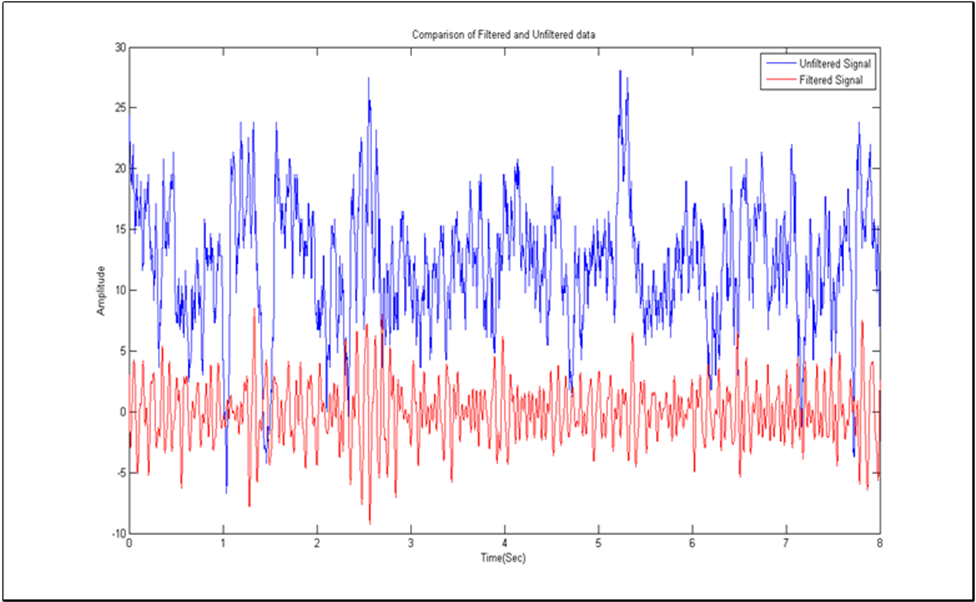 Comparison of Filtered and Unfiltered data
30
25
20
15
10
5
0
-5
-10
Amplitude
Unfiltered Signal
Filtered Signal
0 1 2 3 4 5 6 7 8
Time(Sec)